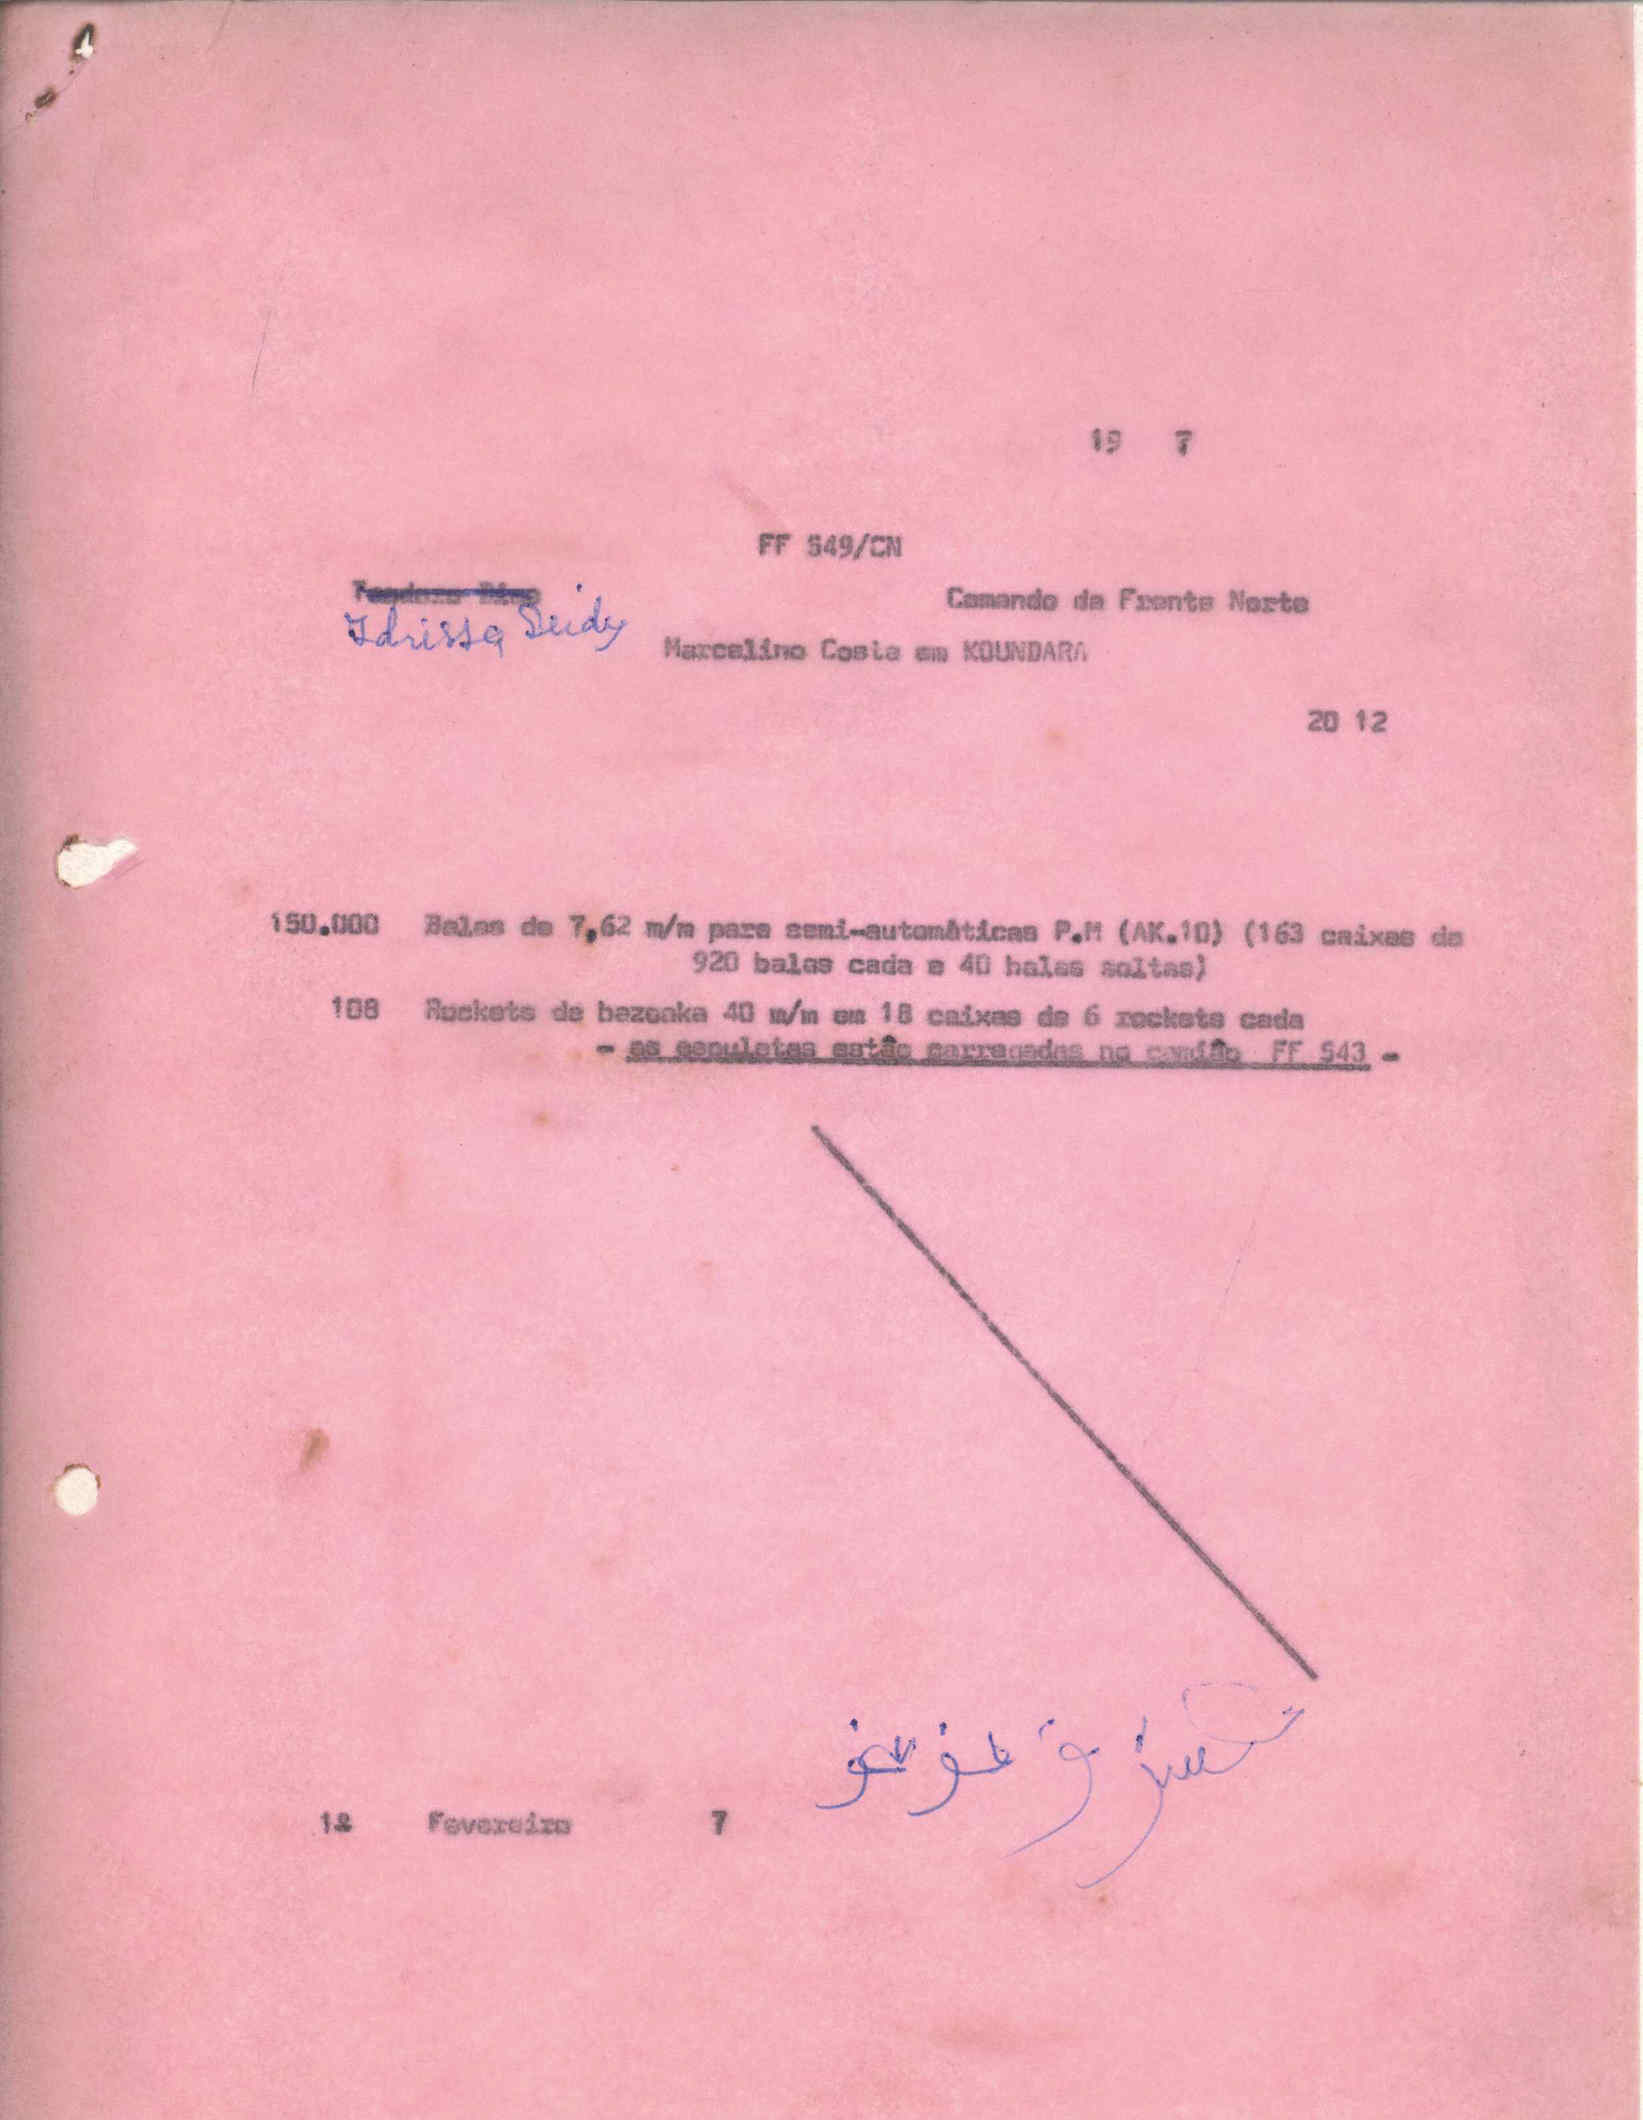 19 7
FF 549/CN
Comando da Frente Norte
Idrissa Seidy
Marcelino Costa em KOUNDARA
20 12
150.000 Balas de 7,62 m/m para semi-automáticas P.M (AK.10) (163 caixas de
920 balas cada e 40 balas soltas)
108 Rockets de bazooka 40 m/m em 18 caixas de 6 rockets cada
- as espuletas estão carregadas no camião FF 543 -
12 Fevereiro 7